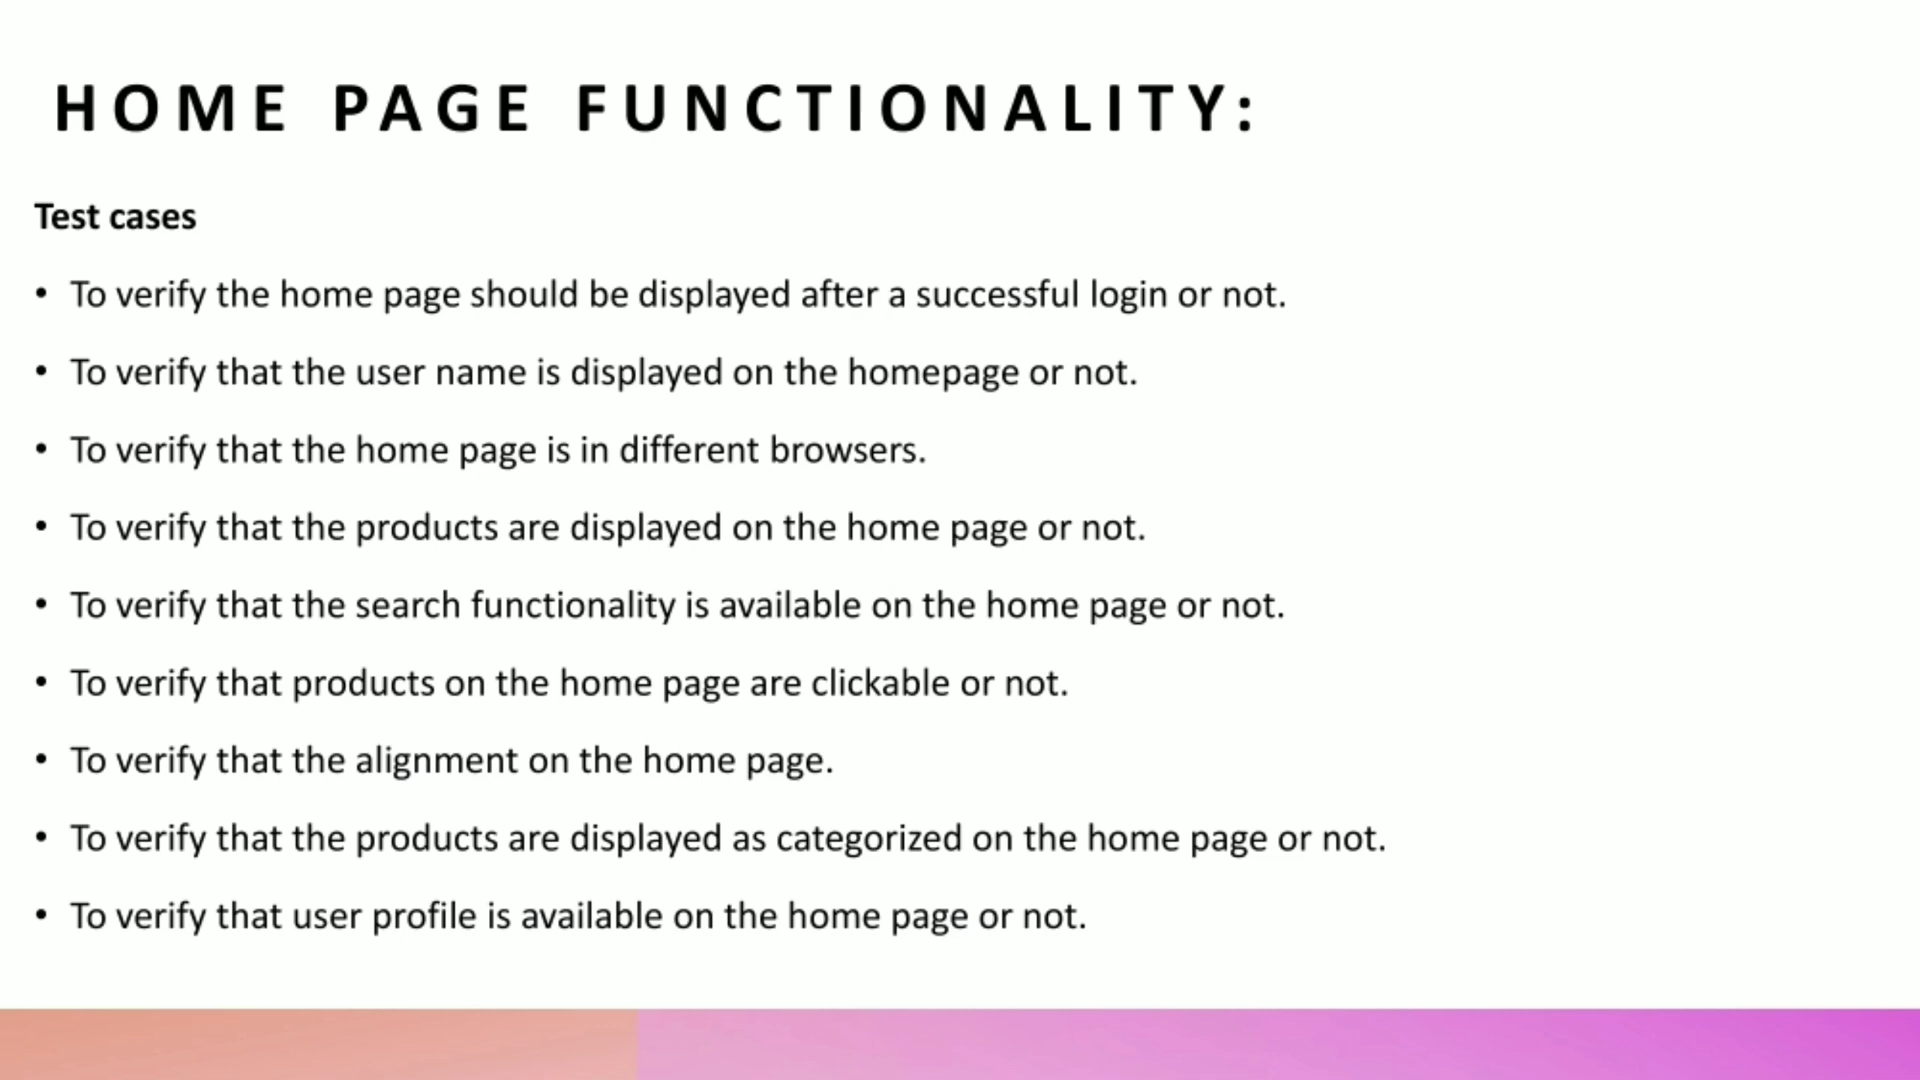 HOME PAGE FUNCTIONALITY:
Test cases
• To verify the home page should be displayed after a successful login or not.
• To verify that the user name is displayed on the homepage or not.
• To verify that the home page is in different browsers.
• To verify that the products are displayed on the home page or not.
• To verify that the search functionality is available on the home page or not.
• To verify that products on the home page are clickable or not.
• To verify that the alignment on the home page.
• To verify that the products are displayed as categorized on the home page or not.
• To verify that user profile is available on the home page or not.